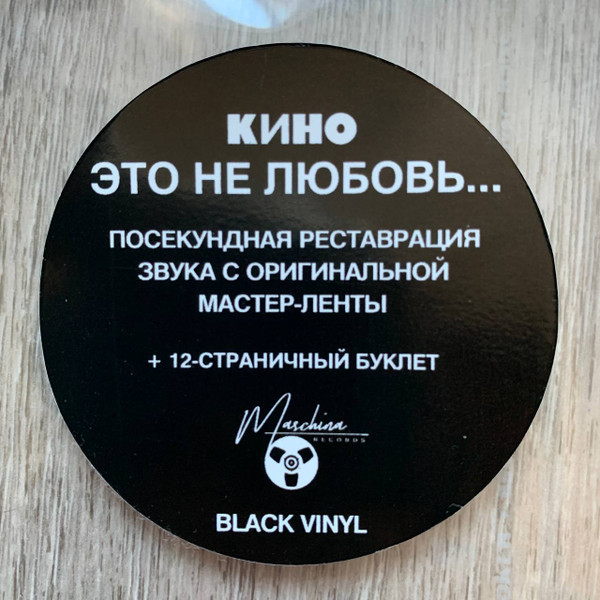 КИНО
ЭТО НЕ ЛЮБОВЬ...
ПОСЕКУНДНАЯ РЕСТАВРАЦИЯ
ЗВУКА С ОРИГИНАЛЬНОЙ
МАСТЕР-ЛЕНТЫ
+ 12-СТРАНИЧНЫЙ БУКЛЕТ
Maschina
RECORDS
BLACK VINYL